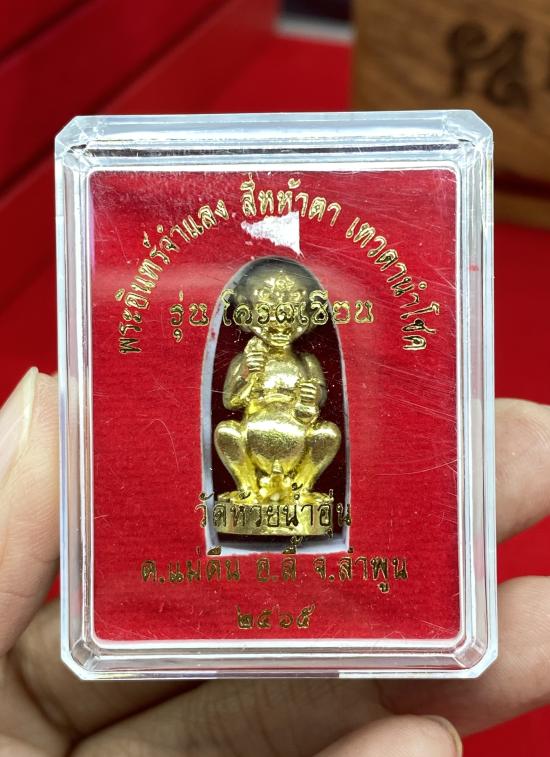 พระอินทร์จำแลง สี่หูห้าตา เทวดานำโชค
รุ่น โคตรเซียน
วัดห้วยน้ำอุ่น
ต.แม่ตืน อ.ลี้ จ.ลำพูน
๒๕๖๕